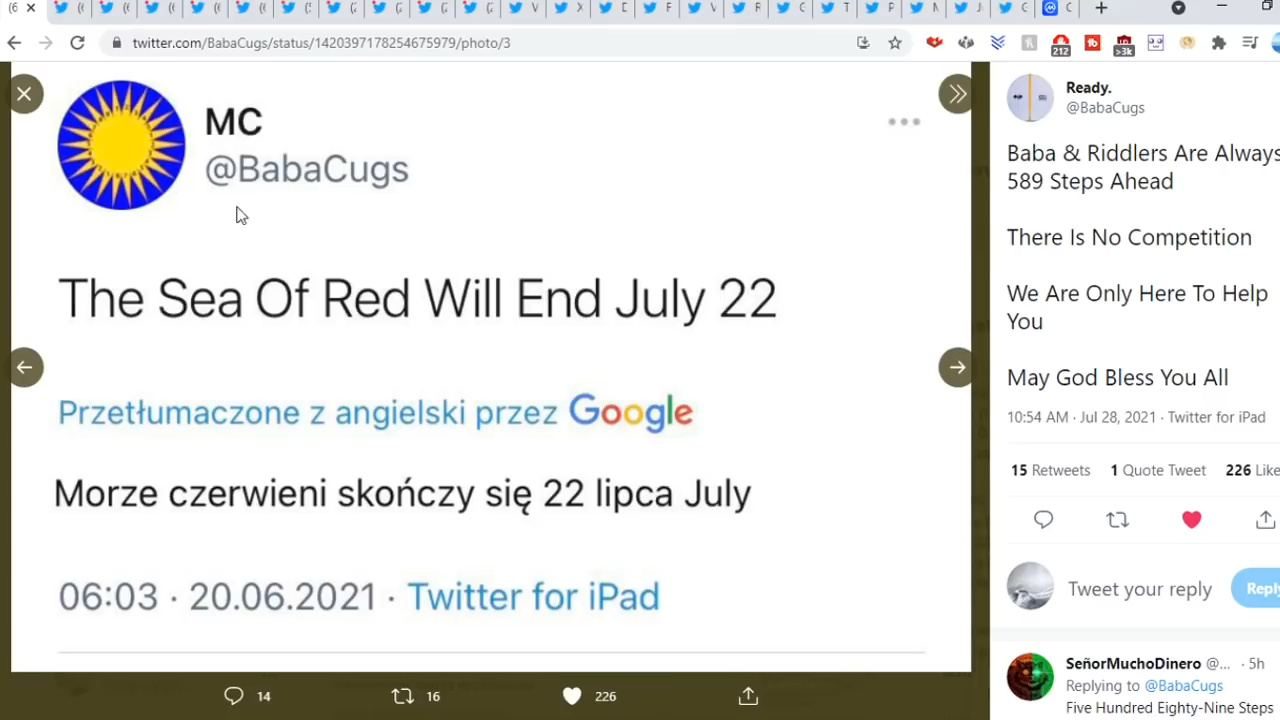 twitter.com/BabaCugs/status/1420397178254675979/photo/3
212
>3k
MC
@BabaCugs
The Sea Of Red Will End July 22
Przetłumaczone z angielski przez Google
Morze czerwieni skończy się 22 lipca July
06:03 · 20.06.2021 · Twitter for iPad
14
16
226
Ready.
@BabaCugs
Baba & Riddlers Are Always
589 Steps Ahead
There Is No Competition
We Are Only Here To Help
You
May God Bless You All
10:54 AM · Jul 28, 2021 · Twitter for iPad
15 Retweets 1 Quote Tweet 226 Like
Tweet your reply
Reply
SeñorMuchoDinero @... · 5h
Replying to @BabaCugs
Five Hundred Eighty-Nine Steps